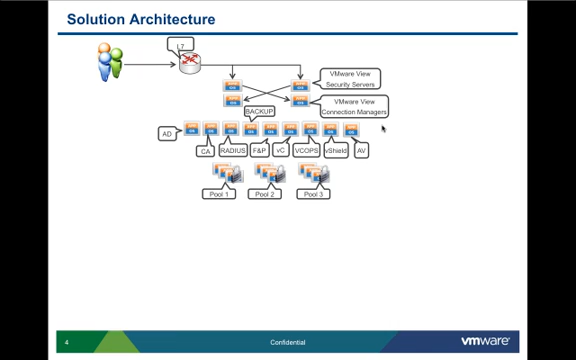 Solution Architecture
L7
VMware View
Security Servers
VMware View
Connection Managers
BACKUP
AD
CA
RADIUS
F&P
vC
VCOPS
vShield
AV
Pool 1
Pool 2
Pool 3
4
Confidential
vmware®